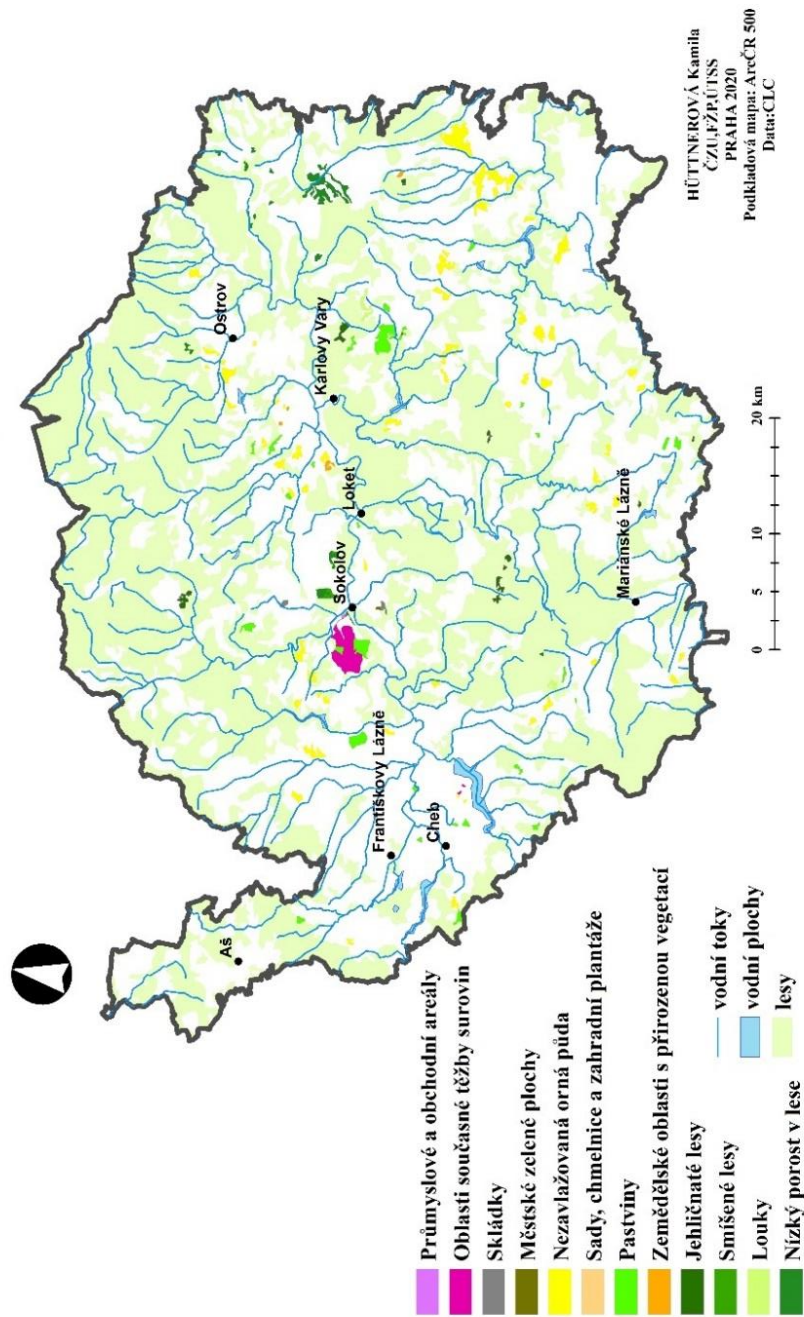 Aš
Františkovy Lázně
Cheb
Sokolov
Loket
Karlovy Vary
Ostrov
Mariánské Lázně
0 5 10 20 km
Průmyslové a obchodní areály
Oblasti současné těžby surovin
Skládky
Městské zelené plochy
Nezavlažovaná orná půda
Sady, chmelnice a zahradní plantáže
Pastviny
Zemědělské oblasti s přirozenou vegetací
Jehličnaté lesy
Smíšené lesy
Louky
Nízký porost v lese
vodní toky
vodní plochy
lesy
HÜTTNEROVÁ Kamila
ČZU,FŽP,ÚTSS
PRAHA 2020
Podkladová mapa: ArcČR 500
Data:CLC